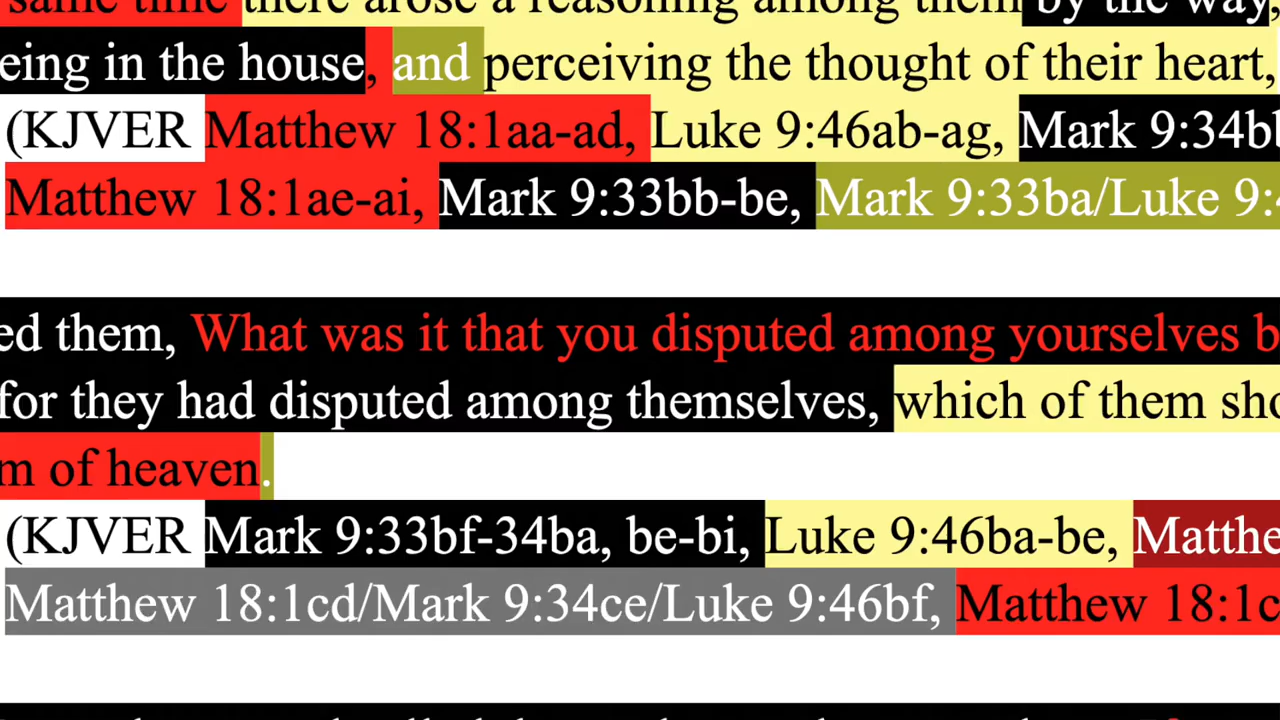 same time there arose a reasoning among them by the way,
eing in the house, and perceiving the thought of their heart,
(KJVER Matthew 18:1aa-ad, Luke 9:46ab-ag, Mark 9:34b
Matthew 18:1ae-ai, Mark 9:33bb-be, Mark 9:33ba/Luke 9:
ed them, What was it that you disputed among yourselves b
for they had disputed among themselves, which of them sho
m of heaven.
(KJVER Mark 9:33bf-34ba, be-bi, Luke 9:46ba-be, Matthe
Matthew 18:1cd/Mark 9:34ce/Luke 9:46bf, Matthew 18:1c